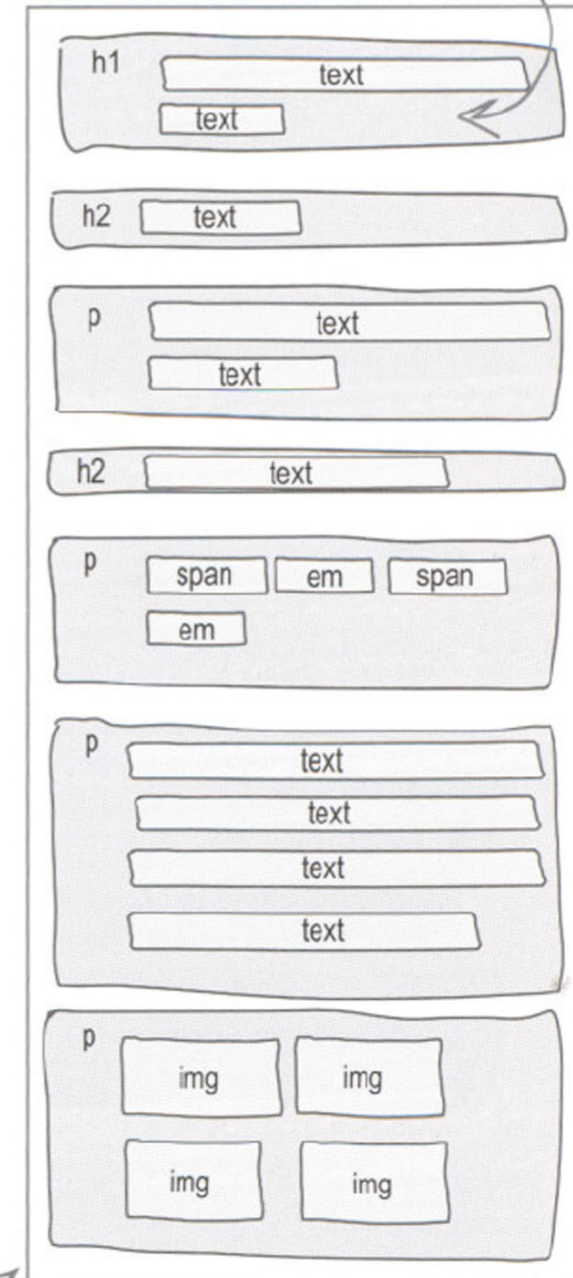 h1 text
text
h2 text
p text
text
h2 text
p span em span
em
p text
text
text
text
p img img
img img